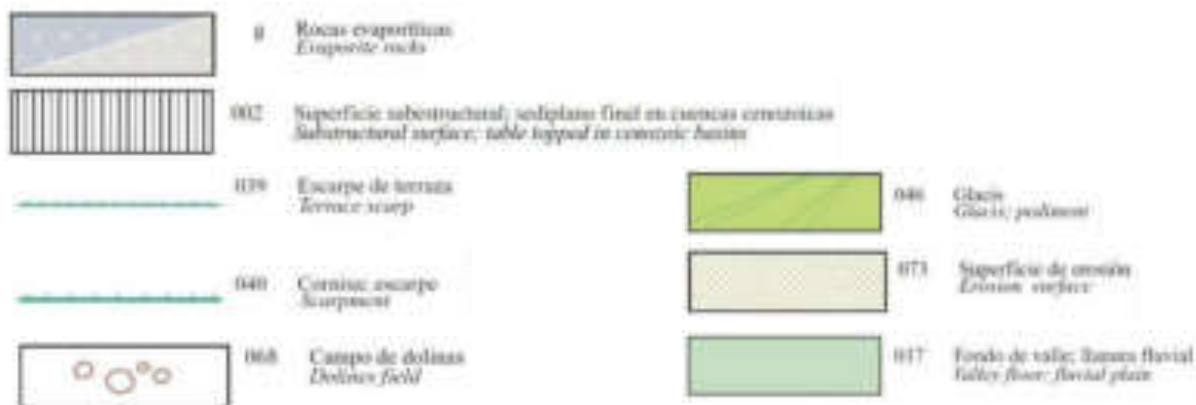 g Rocas evaporíticas
Evaporite rocks
002 Superficie subestructural; sediplano final en cuencas cenozoicas
Substructural surface; table topped in cenozoic basins
039 Escarpe de terraza
Terrace scarp
040 Cornisa; escarpe
Scarpment
068 Campo de dolinas
Dolines field
046 Glacis
Glacis; pediment
073 Superficie de erosión
Erosion surface
Fondo de valle; llanura fluvial
Valley floor; fluvial plain